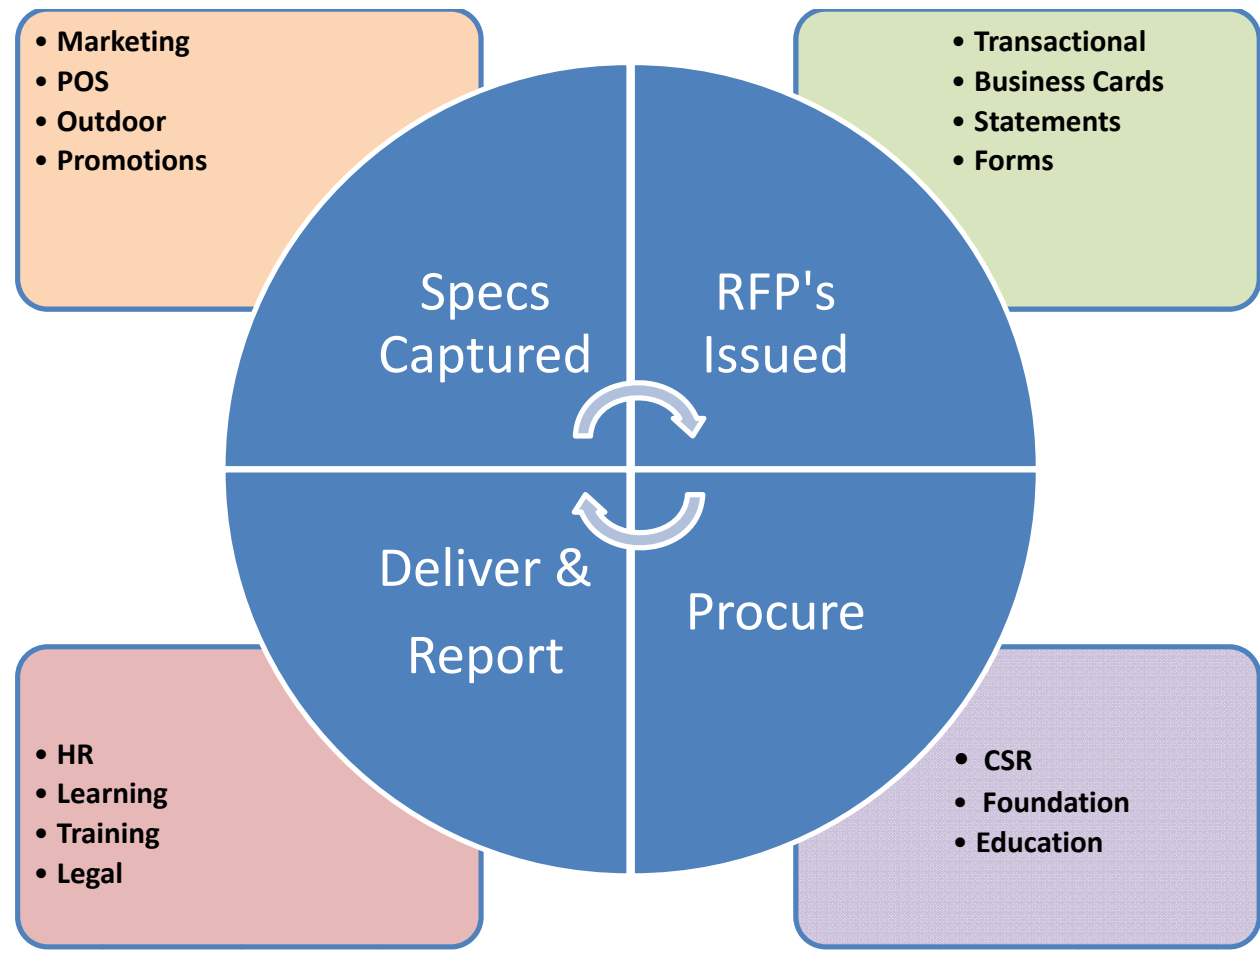 • Marketing
• POS
• Outdoor
• Promotions
• Transactional
• Business Cards
• Statements
• Forms
Specs
Captured
RFP's
Issued
Deliver &
Report
Procure
• HR
• Learning
• Training
• Legal
• CSR
• Foundation
• Education